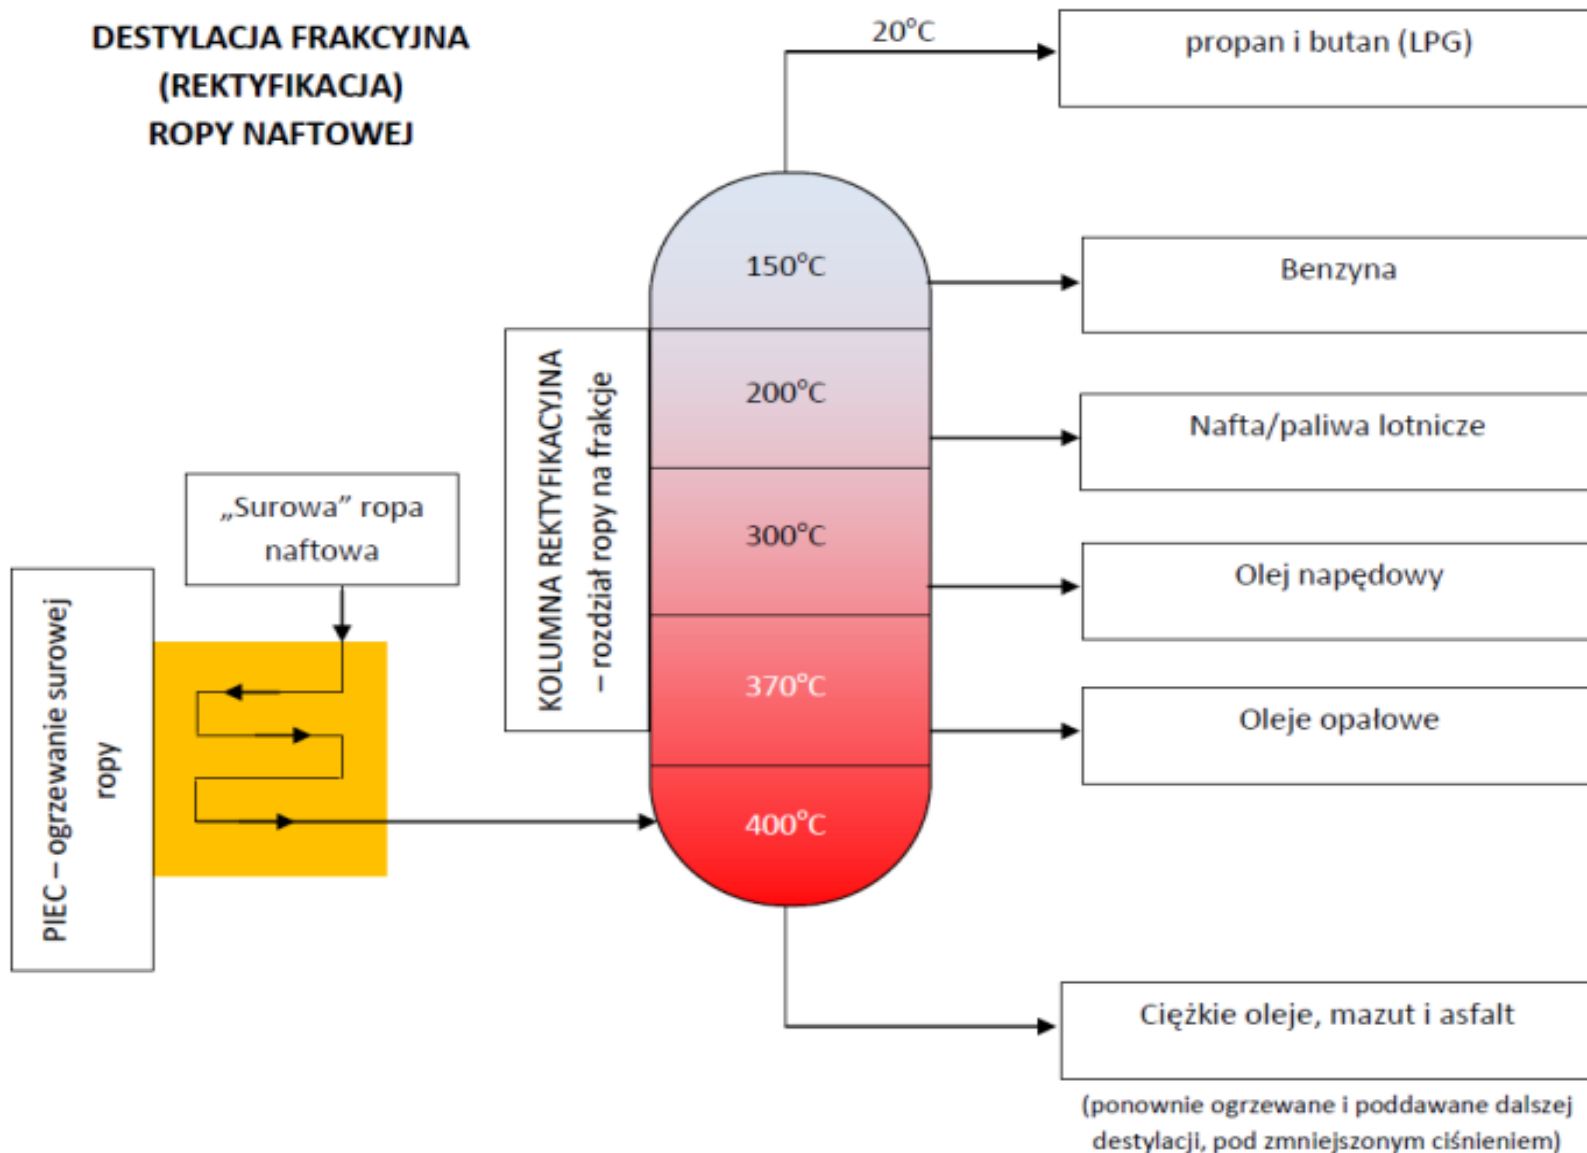 DESTYLACJA FRAKCYJNA
(REKTYFIKACJA)
ROPY NAFTOWEJ
20°C
propan i butan (LPG)
150°C
Benzyna
KOLUMNA REKTYFIKACYJNA
– rozdział ropy na frakcje
200°C
Nafta/paliwa lotnicze
„Surowa” ropa
naftowa
300°C
Olej napędowy
PIEC – ogrzewanie surowej
ropy
370°C
Oleje opałowe
400°C
Ciężkie oleje, mazut i asfalt
(ponownie ogrzewane i poddawane dalszej
destylacji, pod zmniejszonym ciśnieniem)